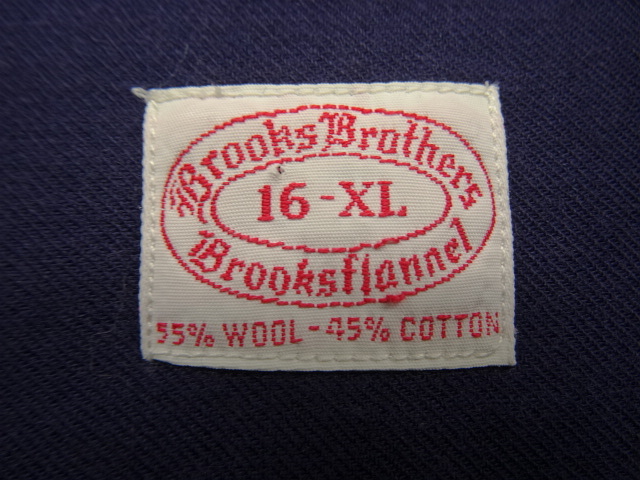 Brooks Brothers
16-XL
Brooksflannel
55% WOOL - 45% COTTON